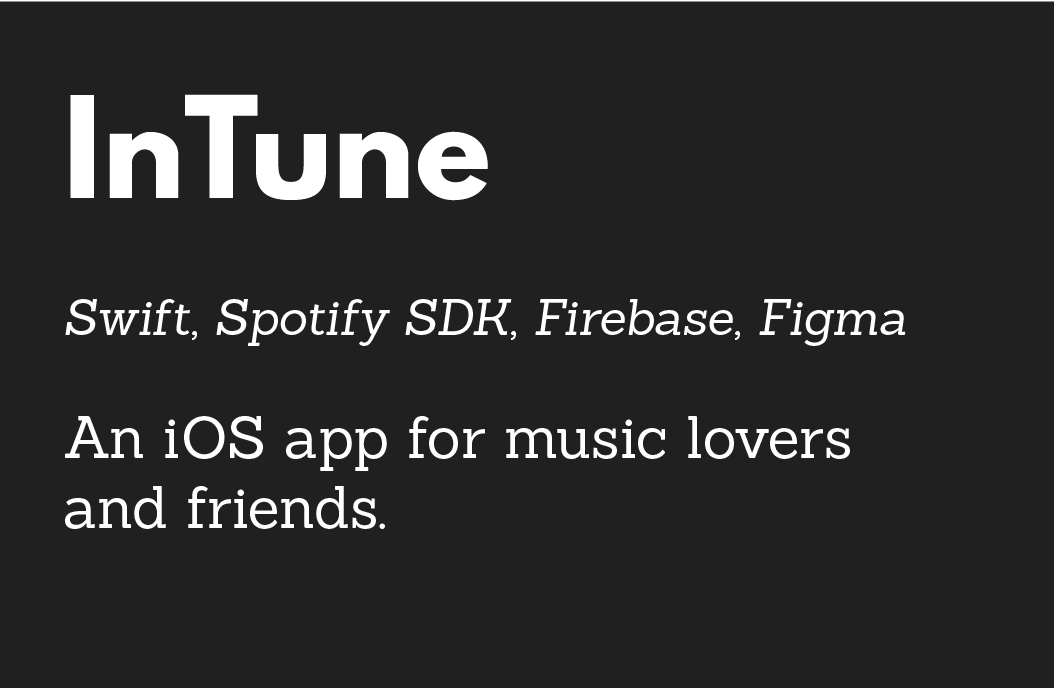 InTune
Swift, Spotify SDK, Firebase, Figma
An iOS app for music lovers
and friends.